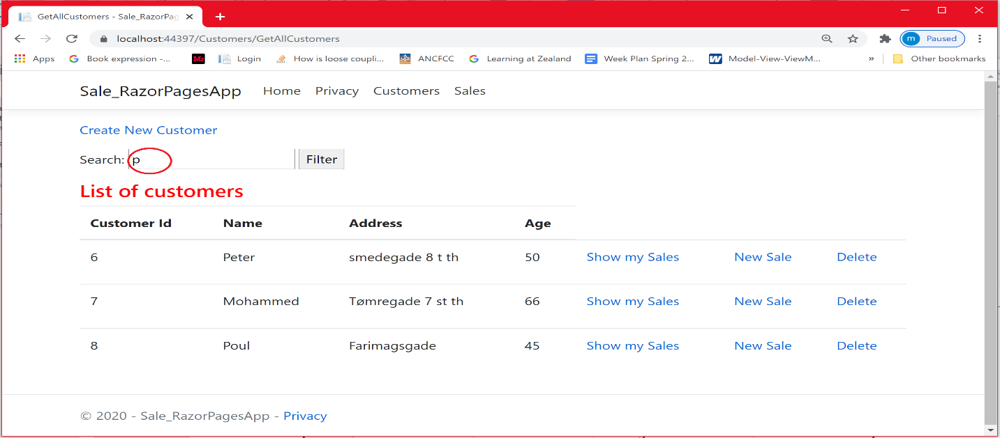 GetAllCustomers - Sale_RazorPag
localhost:44397/Customers/GetAllCustomers
m Paused
Apps Book expression -... Mr Login How is loose coupli... ANCFCC Learning at Zealand Week Plan Spring 2... W Model-View-ViewM... » Other bookmarks
Sale_RazorPagesApp Home Privacy Customers Sales
Create New Customer
Search: p Filter
List of customers
Customer Id Name Address Age
6 Peter smedegade 8 t th 50 Show my Sales New Sale Delete
7 Mohammed Tømregade 7 st th 66 Show my Sales New Sale Delete
8 Poul Farimagsgade 45 Show my Sales New Sale Delete
© 2020 - Sale_RazorPagesApp - Privacy